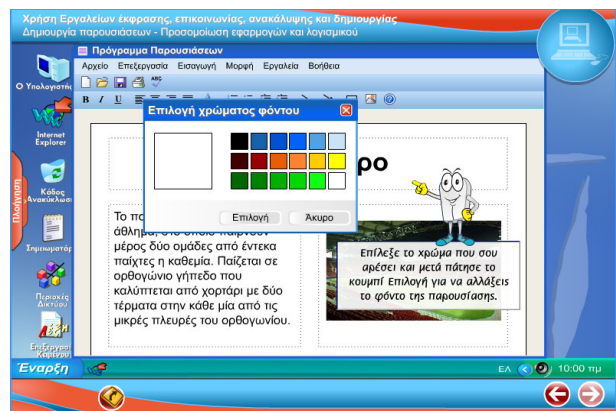 Χρήση Εργαλείων έκφρασης, επικοινωνίας, ανακάλυψης και δημιουργίας
Δημιουργία παρουσιάσεων - Προσομοίωση εφαρμογών και λογισμικού
Πρόγραμμα Παρουσιάσεων
Αρχείο Επεξεργασία Εισαγωγή Μορφή Εργαλεία Βοήθεια
ABC
B I U
Ο Υπολογιστής
Internet
Explorer
Κάδος
Ανακύκλωσ
Πλοήγηση
Σημειωματάρ
Περιοχές
Δικτύου
Επεξεργασί
Κειμένου
Επιλογή χρώματος φόντου
Επιλογή Άκυρο
ρο
Το πο
άθλημα, στο οποίο παίρνουν
μέρος δύο ομάδες από έντεκα
παίχτες η καθεμία. Παίζεται σε
ορθογώνιο γήπεδο που
καλύπτεται από χορτάρι με δύο
τέρματα στην κάθε μία από τις
μικρές πλευρές του ορθογωνίου.
Επίλεξε το χρώμα που σου
αρέσει και μετά πάτησε το
κουμπί Επιλογή για να αλλάξεις
το φόντο της παρουσίασης.
Έναρξη
ΕΛ
10:00 πμ